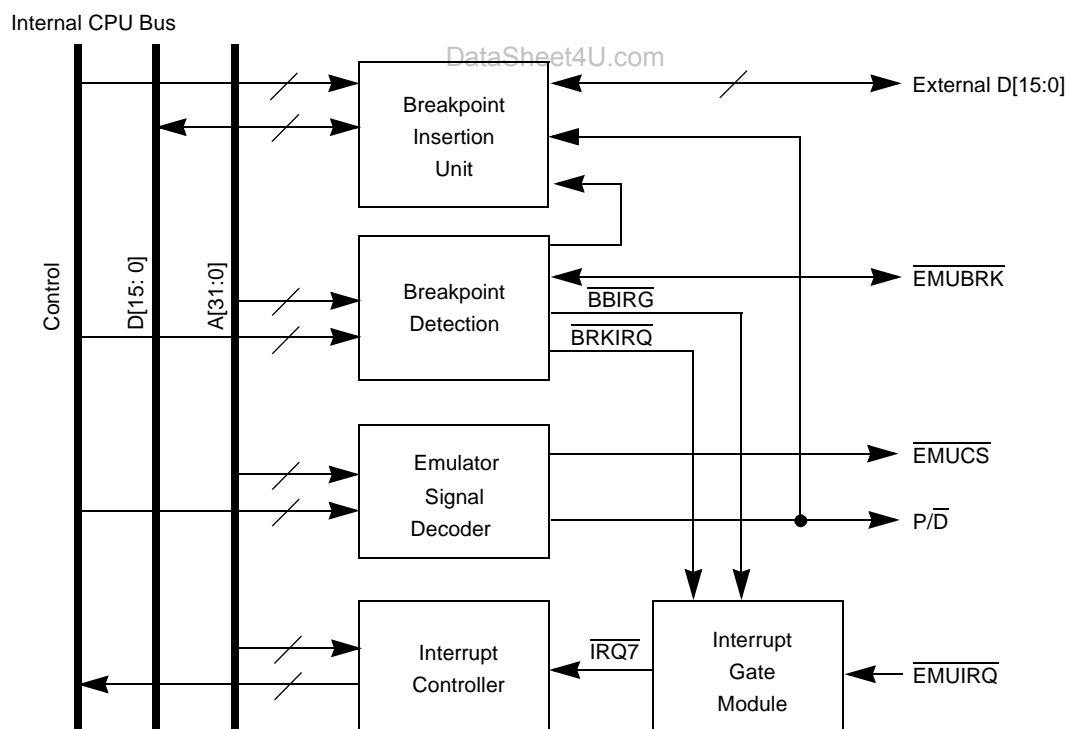 Internal CPU Bus
DataSheet4U.com
External D[15:0]
Breakpoint
Insertion
Unit
Control
D[15: 0]
A[31:0]
Breakpoint
Detection
EMUBRK
BBIRG
BRKIRQ
Emulator
Signal
Decoder
EMUCS
P/D
Interrupt
Controller
IRQ7
Interrupt
Gate
Module
EMUIRQ